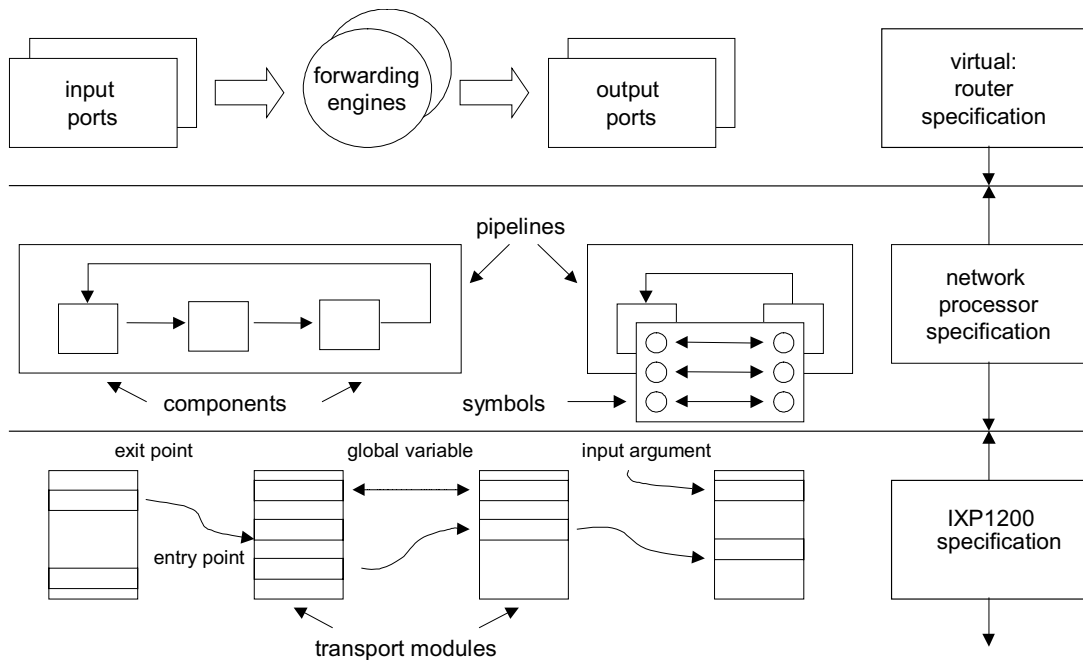 input
ports
forwarding
engines
output
ports
virtual:
router
specification
pipelines
network
processor
specification
components
symbols
exit point
global variable
input argument
entry point
IXP1200
specification
transport modules